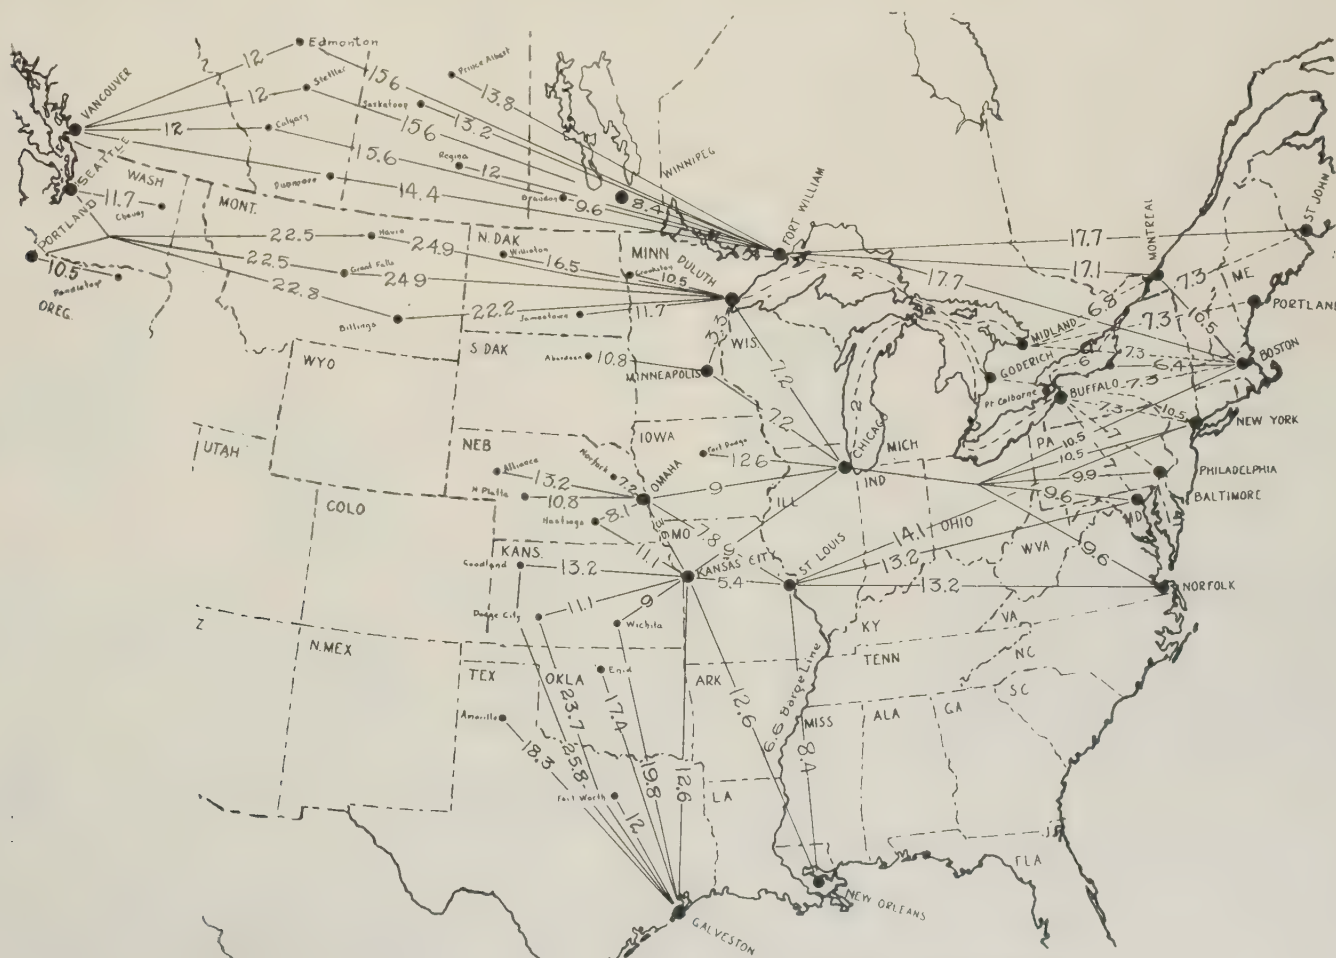 Edmonton
12
156
Prince Albert
Stettler
13.8
VANCOUVER
12
Saskatoon
156
13.2
12
Calgary
15.6
Regina
12
WINNIPEG
SEATTLE
WASH
MONT.
Dunmore
14.4
Brandon
9.6
8.4
11.7
PORTLAND
10.5
Pendleton
OREG.
22.5
Havre
24.9
22.5
Great Falls
24.9
22.8
Billings
22.2
N. DAK
Williston
16.5
MINN
Crookston
10.5
DULUTH
Jamestown
11.7
FORT WILLIAM
17.7
17.1
17.7
2
MONTREAL
ST JOHN
7.3
ME.
6.8
PORTLAND
MIDLAND
7.3
6.5
BOSTON
GODERICH
7.3
6
6.4
Pt Colborne
BUFFALO
7.3
7.3
10.5
NEW YORK
S DAK
Aberdeen
10.8
MINNEAPOLIS
WIS.
7.2
7.2
WYO
UTAH
COLO
NEB
Alliance
13.2
Norfolk
7.2
N Platte
10.8
Hastings
8.1
11.1
OMAHA
IOWA
Fort Dodge
12.6
9
CHICAGO
2
MICH
IND
ILL
PA
10.5
10.5
9.9
PHILADELPHIA
9.6
BALTIMORE
MD
9.6
14.1
OHIO
13.2
WVA
13.2
NORFOLK
VA
KANS.
Goodland
13.2
MO
7.8
9
KANSAS CITY
5.4
ST LOUIS
Dodge City
11.1
9
Wichita
KY
TENN
NC
SC
N.MEX
Z
TEX
OKLA
Enid
ARK
Amarillo
18.3
23.7
25.8
17.4
19.8
12.6
12.6
6.6 Barge Line
8.4
MISS
ALA
GA
Fort Worth
12
LA
FLA
NEW ORLEANS
GALVESTON